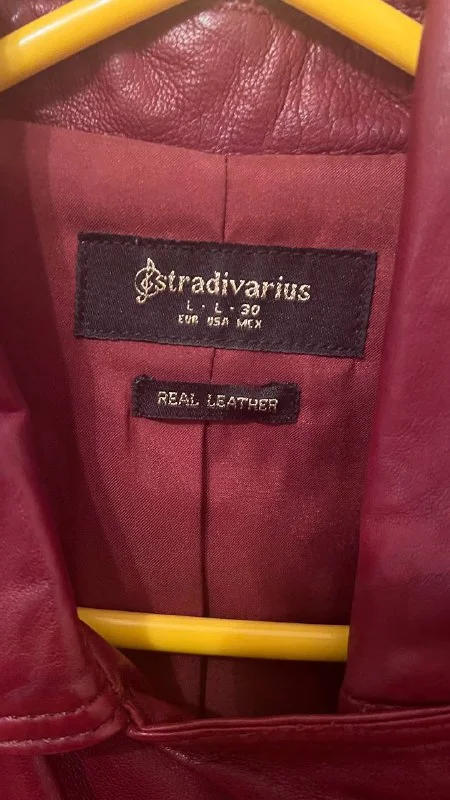 stradivarius
L · L · 30
EUR USA MEX
REAL LEATHER